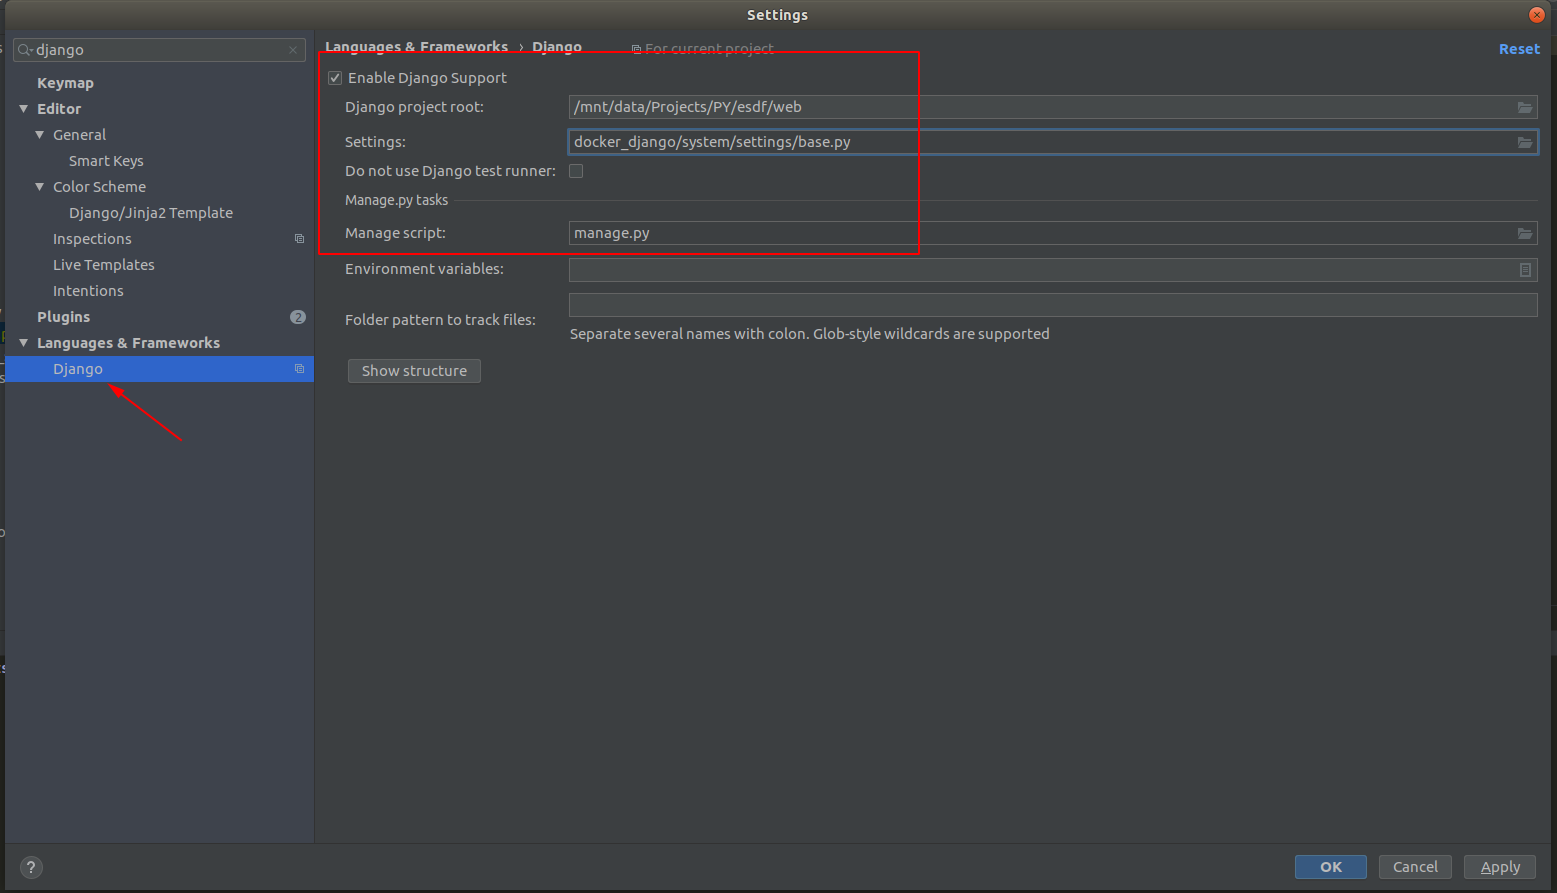 Settings
django
Languages & Frameworks › Django For current project Reset
Keymap
Editor
General
Smart Keys
Color Scheme
Django/Jinja2 Template
Inspections
Live Templates
Intentions
Plugins 2
Languages & Frameworks
Django
Enable Django Support
Django project root: /mnt/data/Projects/PY/esdf/web
Settings: docker_django/system/settings/base.py
Do not use Django test runner:
Manage.py tasks
Manage script: manage.py
Environment variables:
Folder pattern to track files:
Separate several names with colon. Glob-style wildcards are supported
Show structure
? OK Cancel Apply